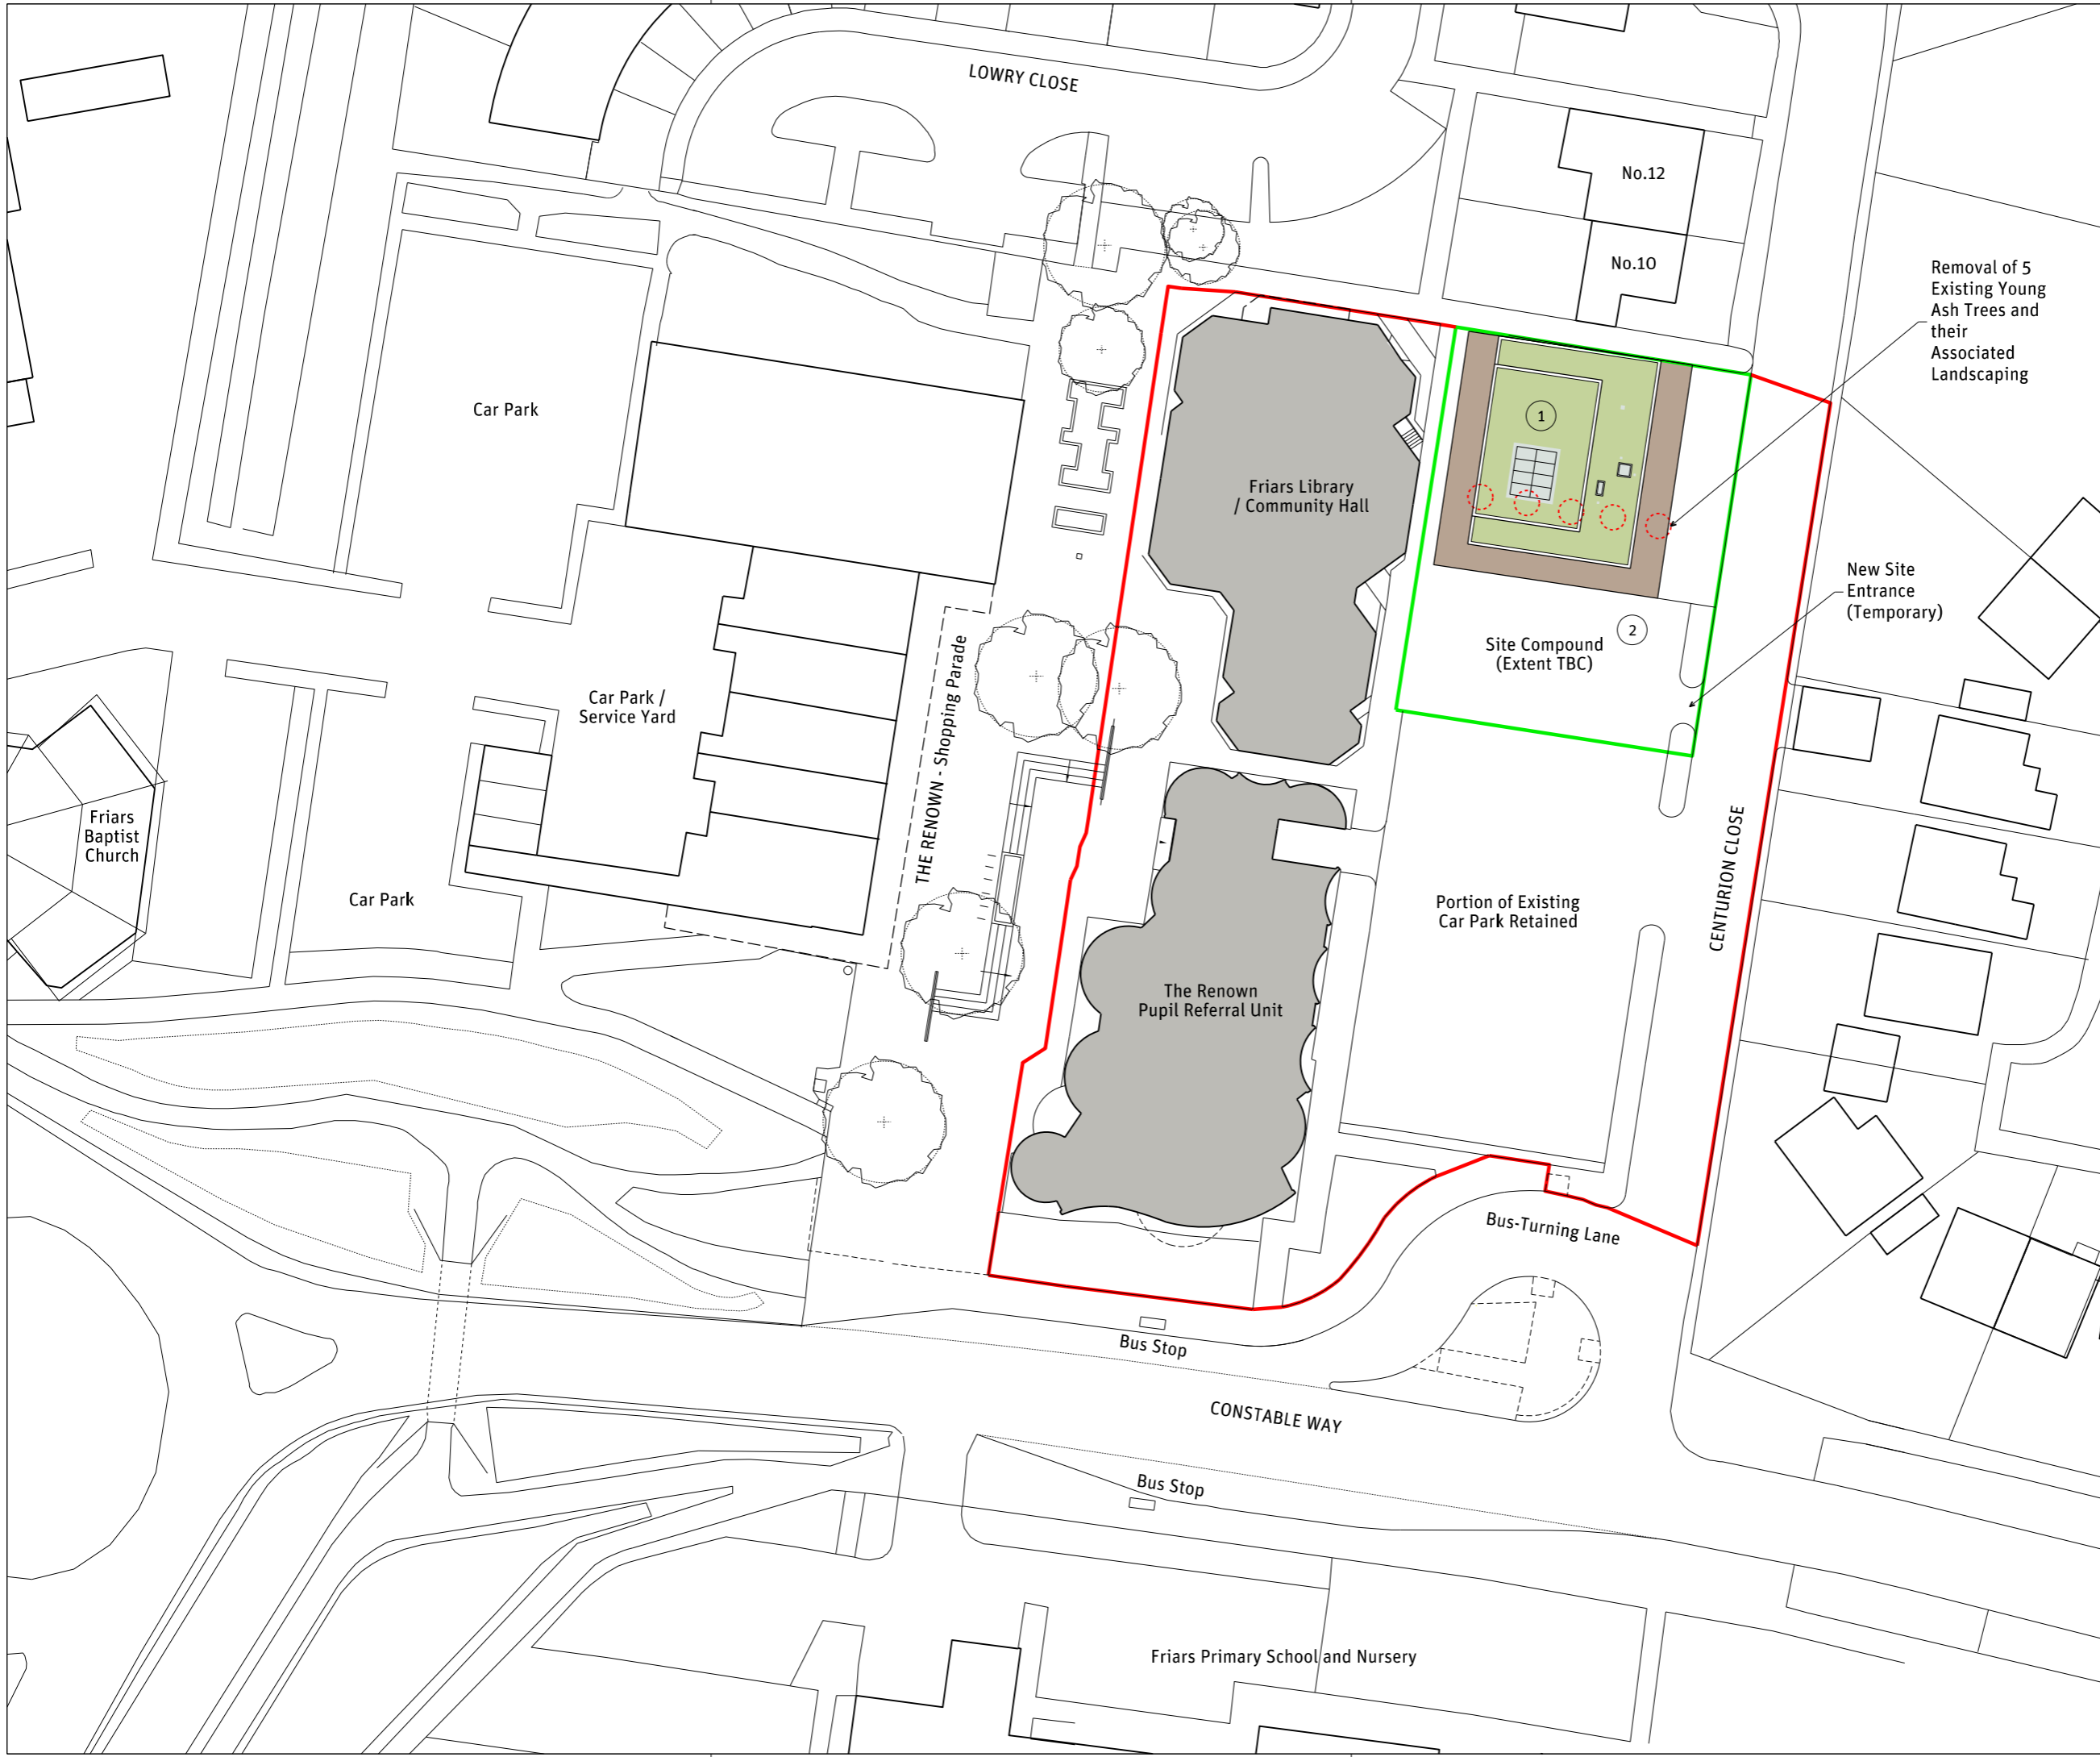 LOWRY CLOSE
No.12
No.10
Removal of 5
Existing Young
Ash Trees and
their
Associated
Landscaping
Car Park
1
Friars Library
/ Community Hall
New Site
Entrance
(Temporary)
2
Site Compound
(Extent TBC)
Car Park /
Service Yard
THE RENOWN - Shopping Parade
Friars
Baptist
Church
Car Park
Portion of Existing
Car Park Retained
CENTURION CLOSE
The Renown
Pupil Referral Unit
Bus-Turning Lane
Bus Stop
CONSTABLE WAY
Bus Stop
Friars Primary School and Nursery